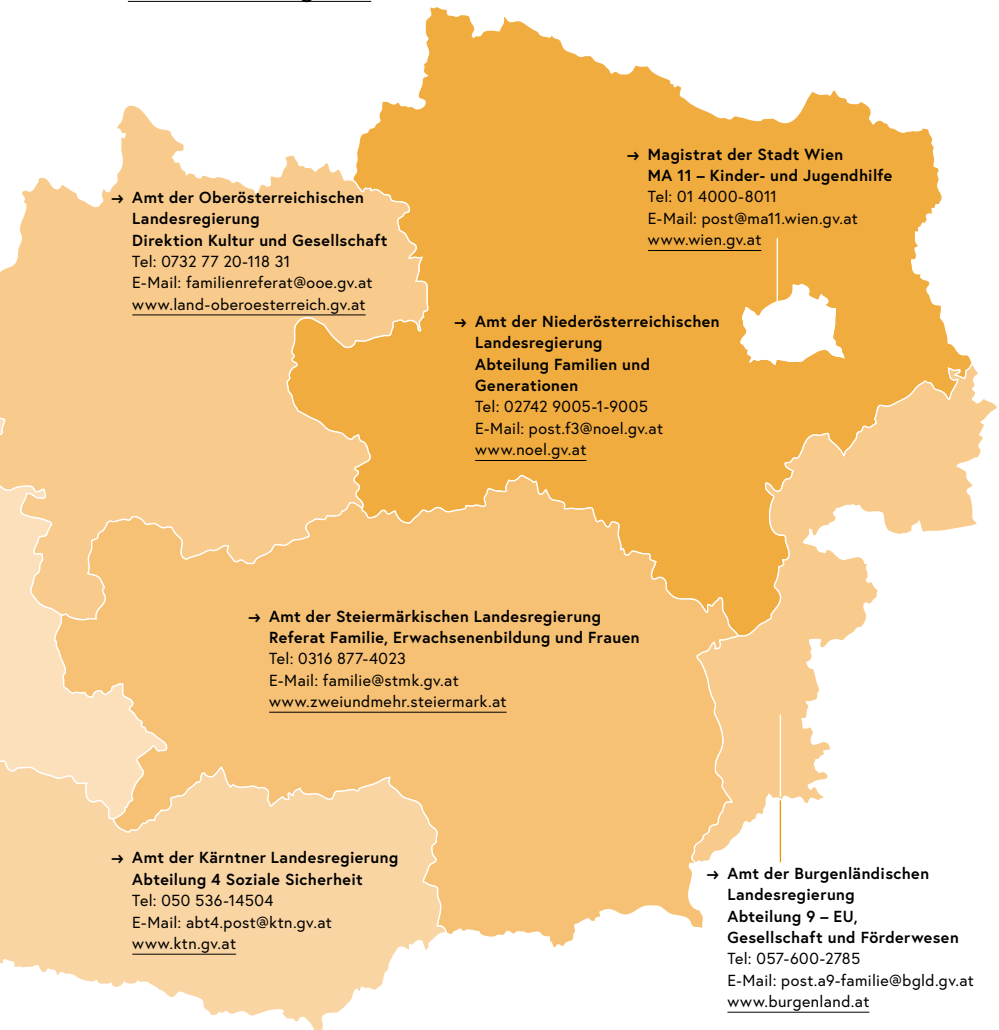 → Magistrat der Stadt Wien
MA 11 – Kinder- und Jugendhilfe
Tel: 01 4000-8011
E-Mail: post@ma11.wien.gv.at
www.wien.gv.at
→ Amt der Oberösterreichischen
Landesregierung
Direktion Kultur und Gesellschaft
Tel: 0732 77 20-118 31
E-Mail: familienreferat@ooe.gv.at
www.land-oberoesterreich.gv.at
→ Amt der Niederösterreichischen
Landesregierung
Abteilung Familien und
Generationen
Tel: 02742 9005-1-9005
E-Mail: post.f3@noel.gv.at
www.noel.gv.at
→ Amt der Steiermärkischen Landesregierung
Referat Familie, Erwachsenenbildung und Frauen
Tel: 0316 877-4023
E-Mail: familie@stmk.gv.at
www.zweiundmehr.steiermark.at
→ Amt der Kärntner Landesregierung
Abteilung 4 Soziale Sicherheit
Tel: 050 536-14504
E-Mail: abt4.post@ktn.gv.at
www.ktn.gv.at
→ Amt der Burgenländischen
Landesregierung
Abteilung 9 – EU,
Gesellschaft und Förderwesen
Tel: 057-600-2785
E-Mail: post.a9-familie@bgld.gv.at
www.burgenland.at